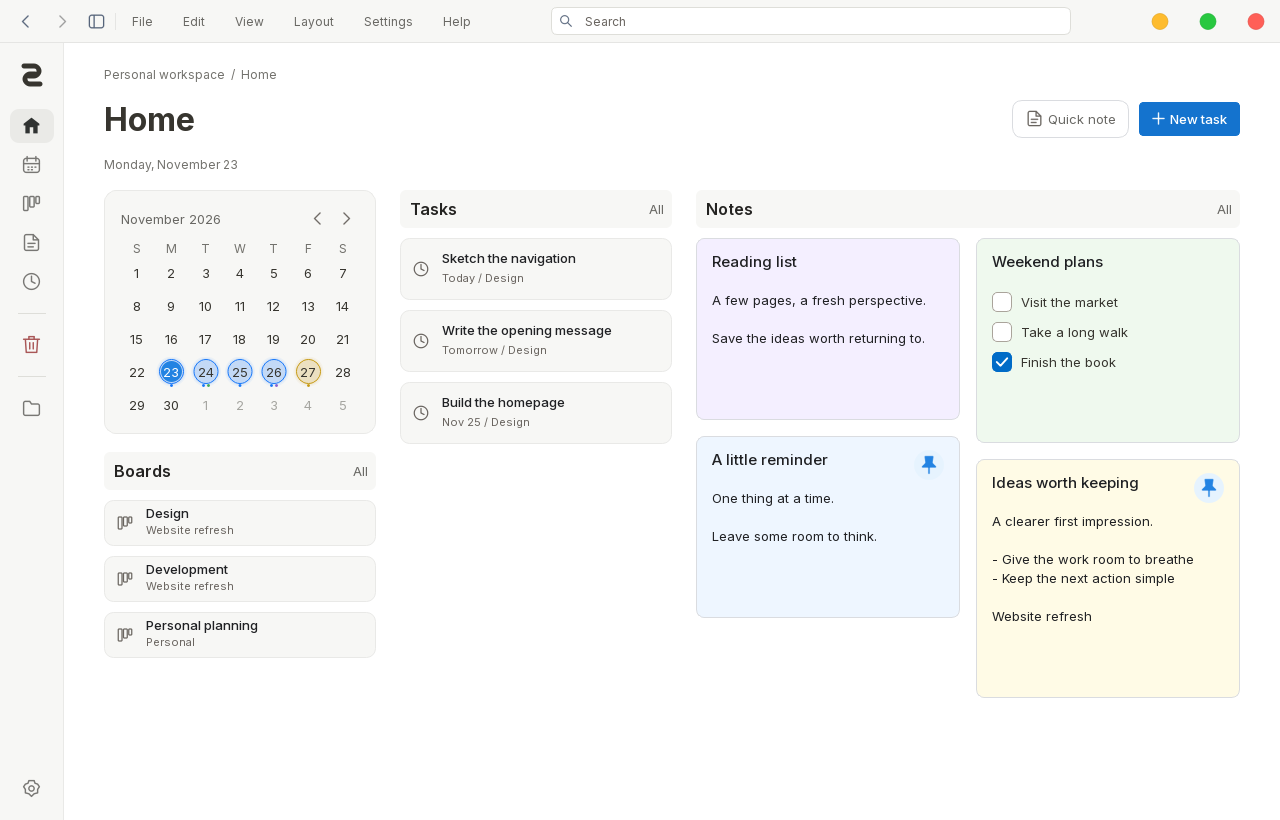 File Edit View Layout Settings Help Search
Personal workspace / Home
Home
Quick note
New task
Monday, November 23
November 2026
S M T W T F S
1 2 3 4 5 6 7
8 9 10 11 12 13 14
15 16 17 18 19 20 21
22 23 24 25 26 27 28
29 30 1 2 3 4 5
Boards All
Design
Website refresh
Development
Website refresh
Personal planning
Personal
Tasks All
Sketch the navigation
Today / Design
Write the opening message
Tomorrow / Design
Build the homepage
Nov 25 / Design
Notes All
Reading list
A few pages, a fresh perspective.
Save the ideas worth returning to.
A little reminder
One thing at a time.
Leave some room to think.
Weekend plans
Visit the market
Take a long walk
Finish the book
Ideas worth keeping
A clearer first impression.
- Give the work room to breathe
- Keep the next action simple
Website refresh